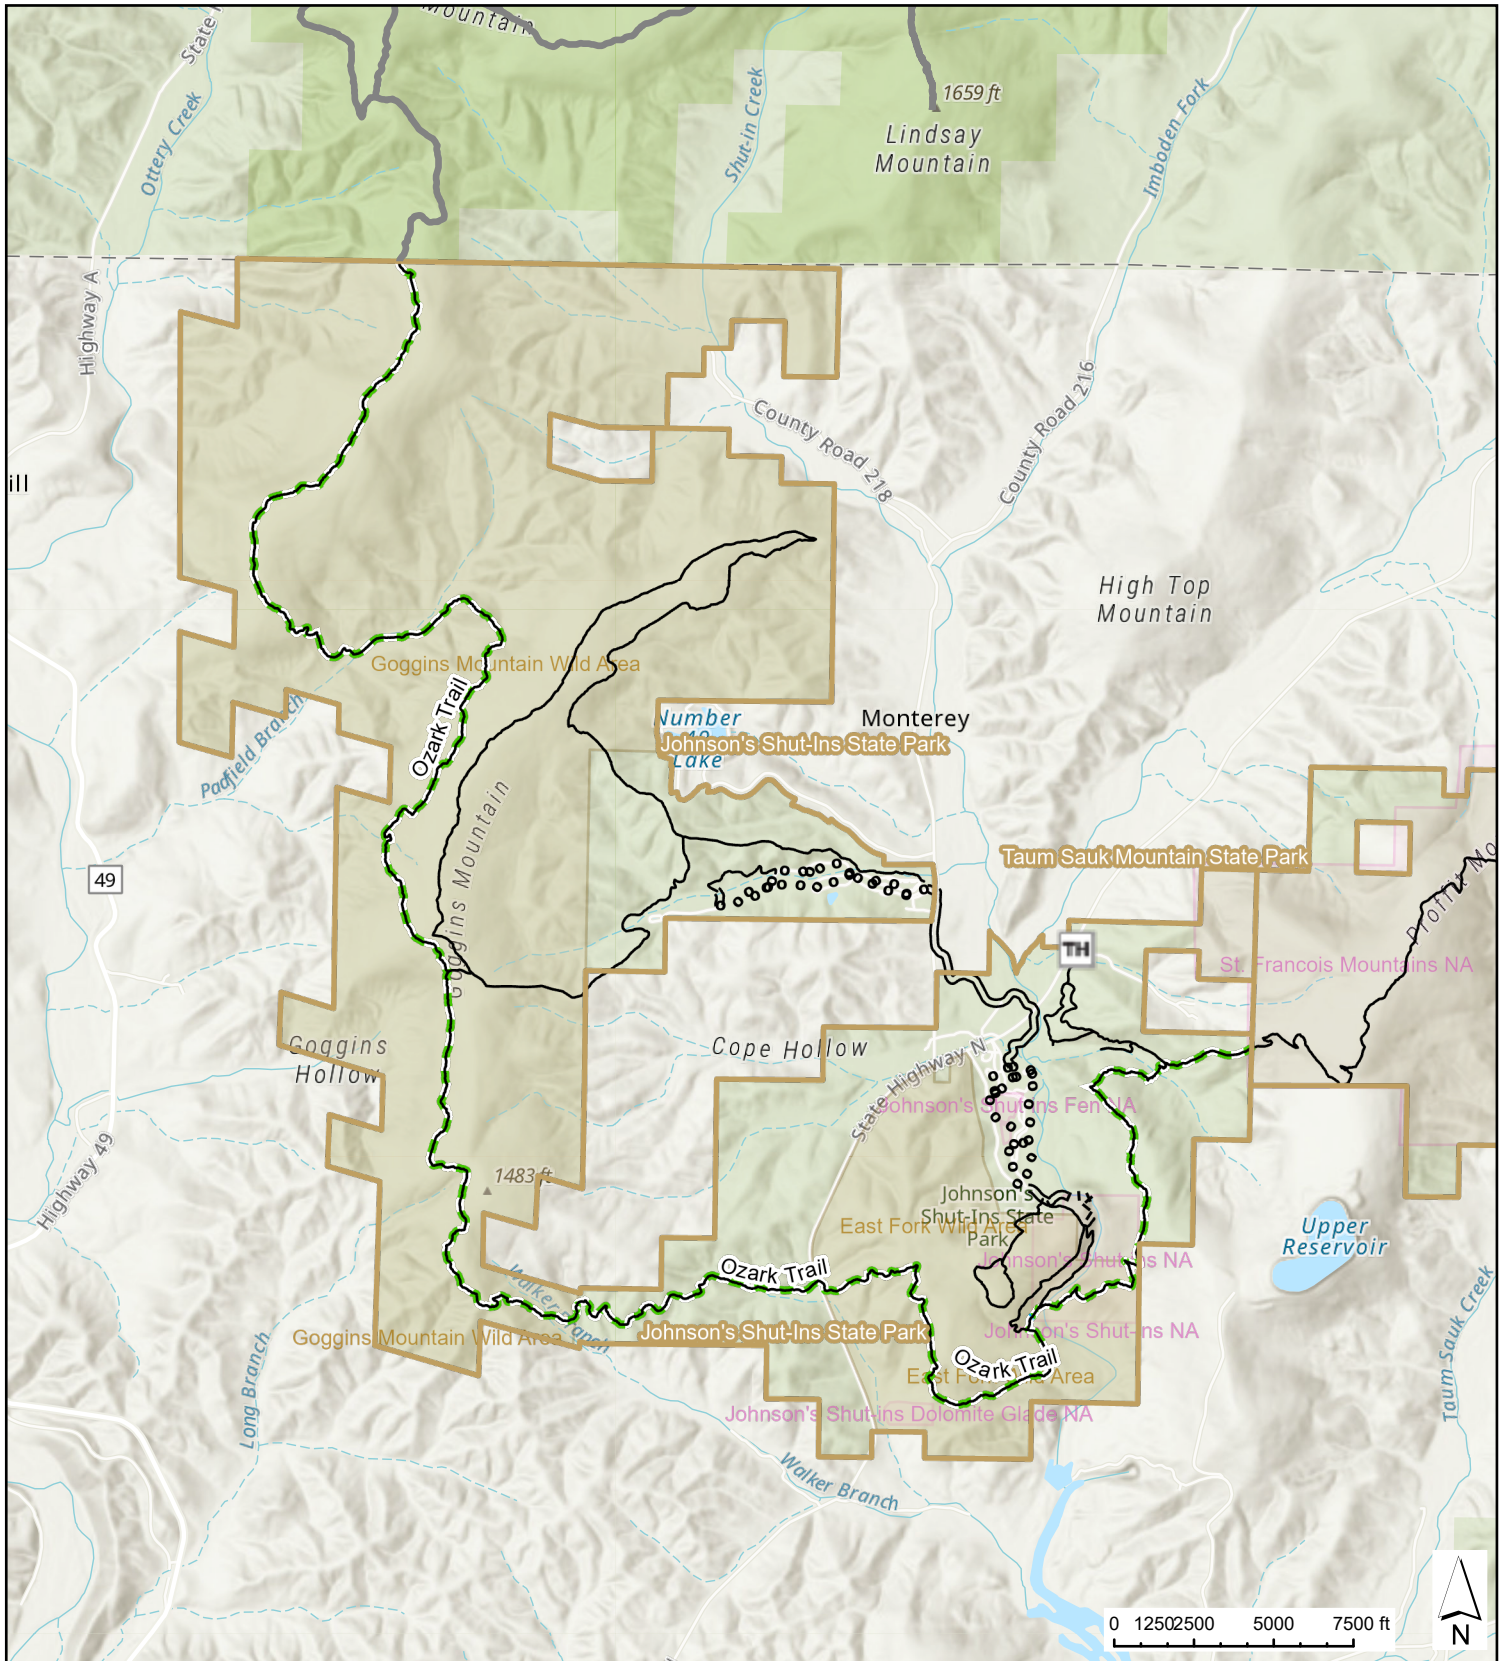 Mountain
State
Ottery Creek
Shut-in Creek
1659 ft
Lindsay
Mountain
Imboden Fork
Highway A
County Road 218
County Road 216
ill
High Top
Mountain
Goggins Mountain Wild Area
Ozark Trail
Padfield Branch
Number
Lake
Johnson's Shut-Ins State Park
Monterey
Goggins Mountain
49
Taum Sauk Mountain State Park
Proffit Mo
TH
St. Francois Mountains NA
Goggins
Hollow
Cope Hollow
State Highway N
Johnson's Shut-Ins Fen NA
Highway 49
1483 ft
Johnson's
Shut-Ins State
Park
East Fork Wild Area
Upper
Reservoir
Johnson's Shut-ins NA
Ozark Trail
Walker Branch
Goggins Mountain Wild Area
Johnson's Shut-Ins State Park
Johnson's Shut-ins NA
Ozark Trail
East Fork Wild Area
Long Branch
Taum Sauk Creek
Johnson's Shut-ins Dolomite Glade NA
Walker Branch
0 1250 2500 5000 7500 ft
N